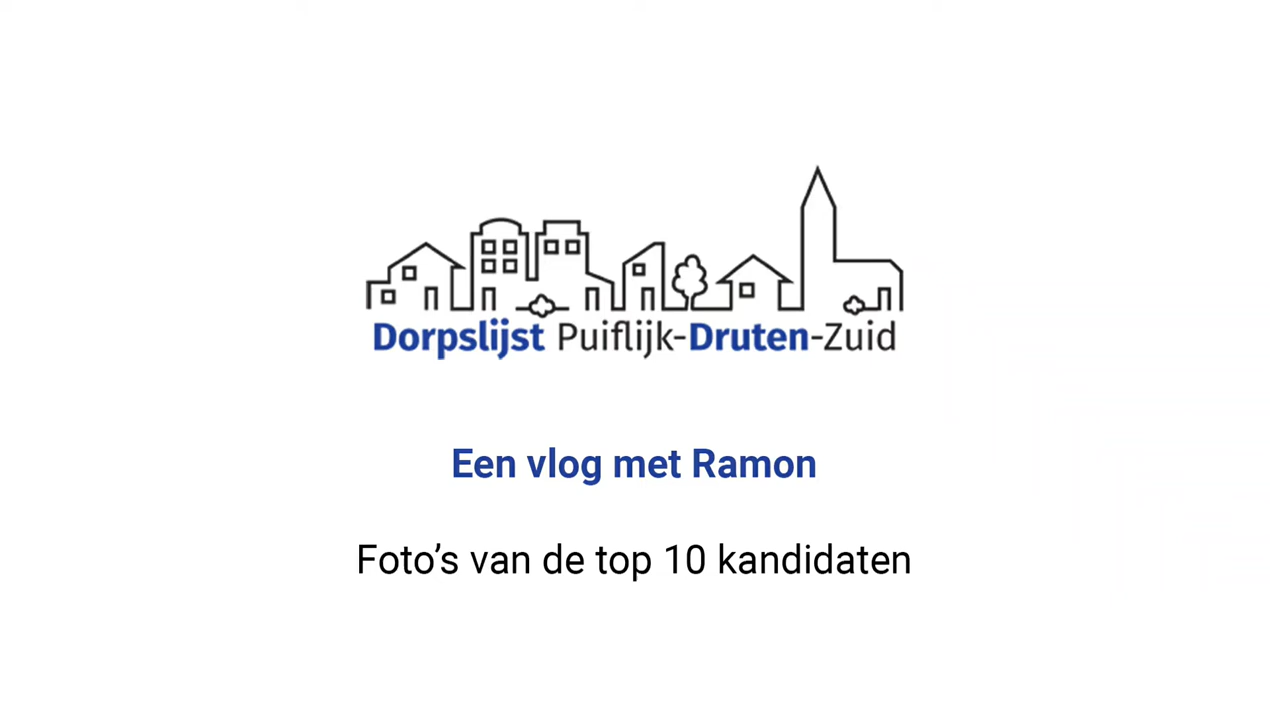 Dorpslijst Puiflijk-Druten-Zuid
Een vlog met Ramon
Foto’s van de top 10 kandidaten